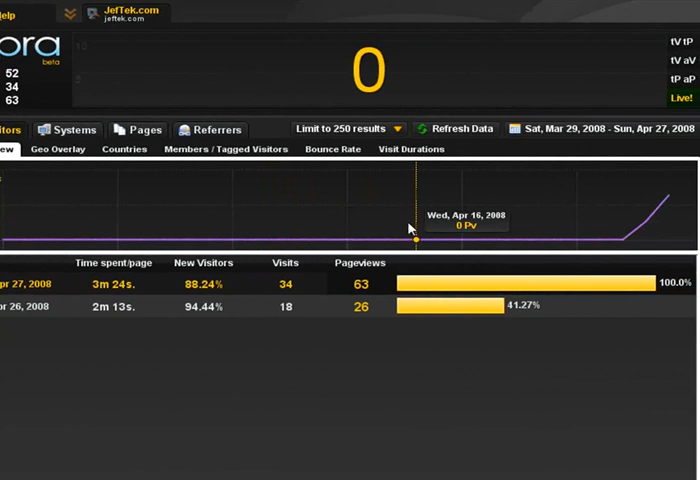 elp
JefTek.com
jeftek.com
ora
beta
10
52
34
63
0
tV tP
tV aV
tP aP
Live!
itors
Systems
Pages
Referrers
Limit to 250 results
Refresh Data
Sat, Mar 29, 2008 - Sun, Apr 27, 2008
ew
Geo Overlay
Countries
Members / Tagged Visitors
Bounce Rate
Visit Durations
Wed, Apr 16, 2008
0 Pv
Time spent/page
New Visitors
Visits
Pageviews
pr 27, 2008
3m 24s.
88.24%
34
63
100.0%
pr 26, 2008
2m 13s.
94.44%
18
26
41.27%